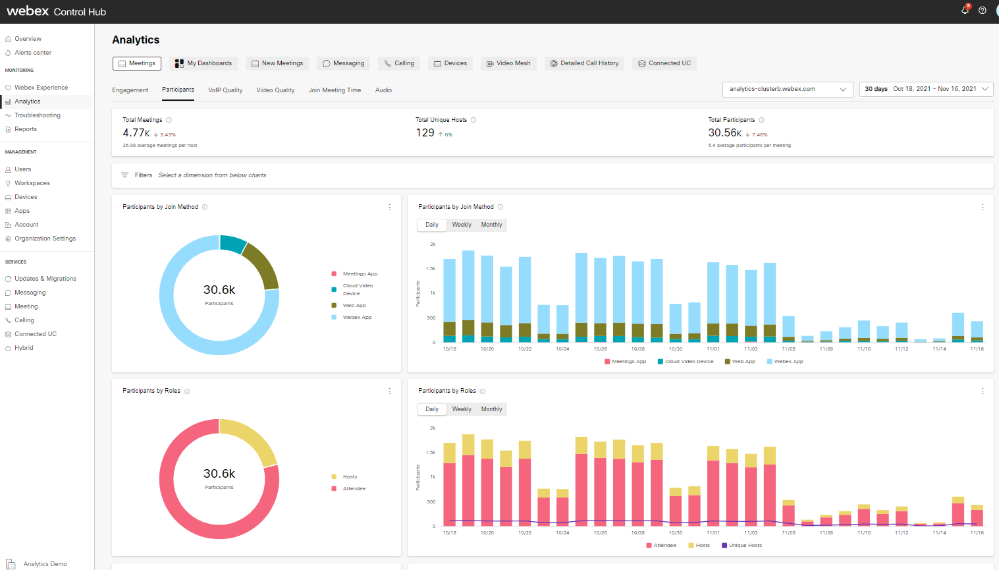 webex Control Hub
3
Overview
Alerts center
MONITORING
Webex Experience
Analytics
Troubleshooting
Reports
MANAGEMENT
Users
Workspaces
Devices
Apps
Account
Organization Settings
SERVICES
Updates & Migrations
Messaging
Meeting
Calling
Connected UC
Hybrid
Analytics Demo
Analytics
Meetings My Dashboards New Meetings Messaging Calling Devices Video Mesh Detailed Call History Connected UC
Engagement Participants VoIP Quality Video Quality Join Meeting Time Audio
analytics-clusterb.webex.com 30 days Oct 18, 2021 - Nov 16, 2021
Total Meetings
4.77K ↓ 5.43%
36.98 average meetings per host
Total Unique Hosts
129 ↑ 0%
Total Participants
30.56K ↓ 7.46%
6.4 average participants per meeting
Filters Select a dimension from below charts
Participants by Join Method
30.6k
Participants
Meetings App
Cloud Video
Device
Web App
Webex App
Participants by Join Method
Daily Weekly Monthly
Participants
2k
1.5k
1k
500
0
10/18 10/20 10/22 10/24 10/26 10/28 10/30 11/01 11/03 11/05 11/08 11/10 11/12 11/14 11/16
Meetings App Cloud Video Device Web App Webex App
Participants by Roles
30.6k
Participants
Hosts
Attendee
Participants by Roles
Daily Weekly Monthly
Participants
2k
1.5k
1k
500
0
10/18 10/20 10/22 10/24 10/26 10/28 10/30 11/01 11/03 11/05 11/08 11/10 11/12 11/14 11/16
Attendee Hosts Unique Hosts